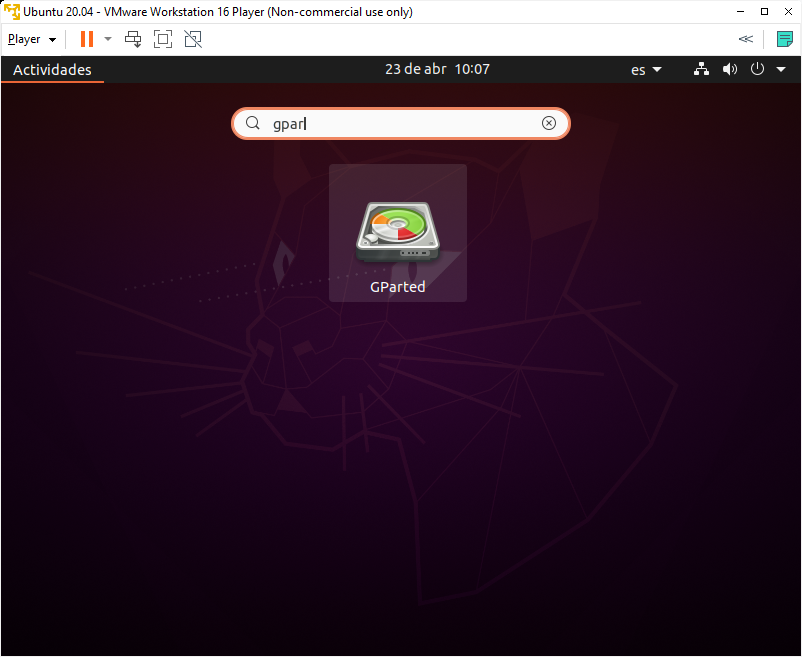 Ubuntu 20.04 - VMware Workstation 16 Player (Non-commercial use only)
Player
Actividades
23 de abr 10:07
es
gpar
GParted